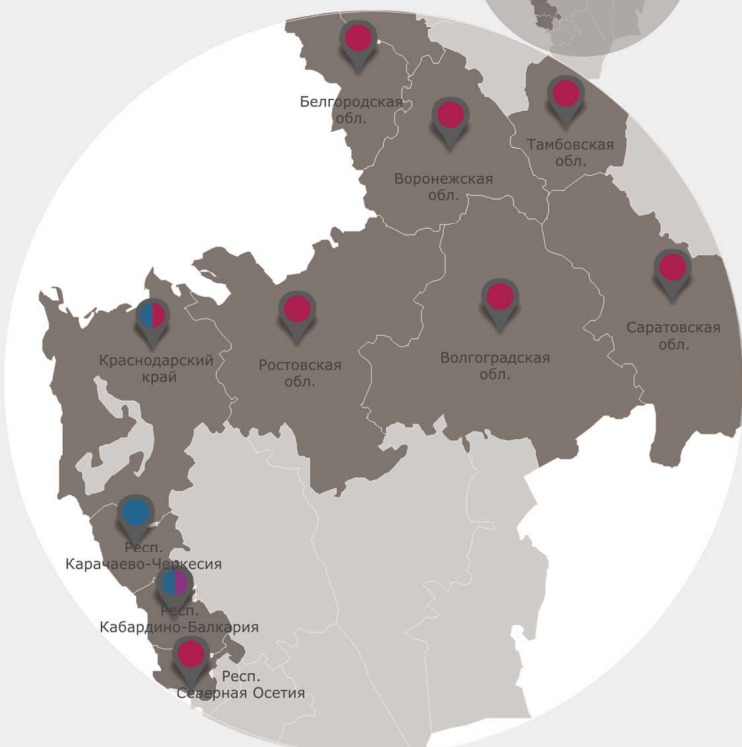 Белгородская
обл.
Тамбовская
обл.
Воронежская
обл.
Саратовская
обл.
Краснодарский
край
Ростовская
обл.
Волгоградская
обл.
Респ.
Карачаево-Черкесия
Респ.
Кабардино-Балкария
Респ.
Северная Осетия